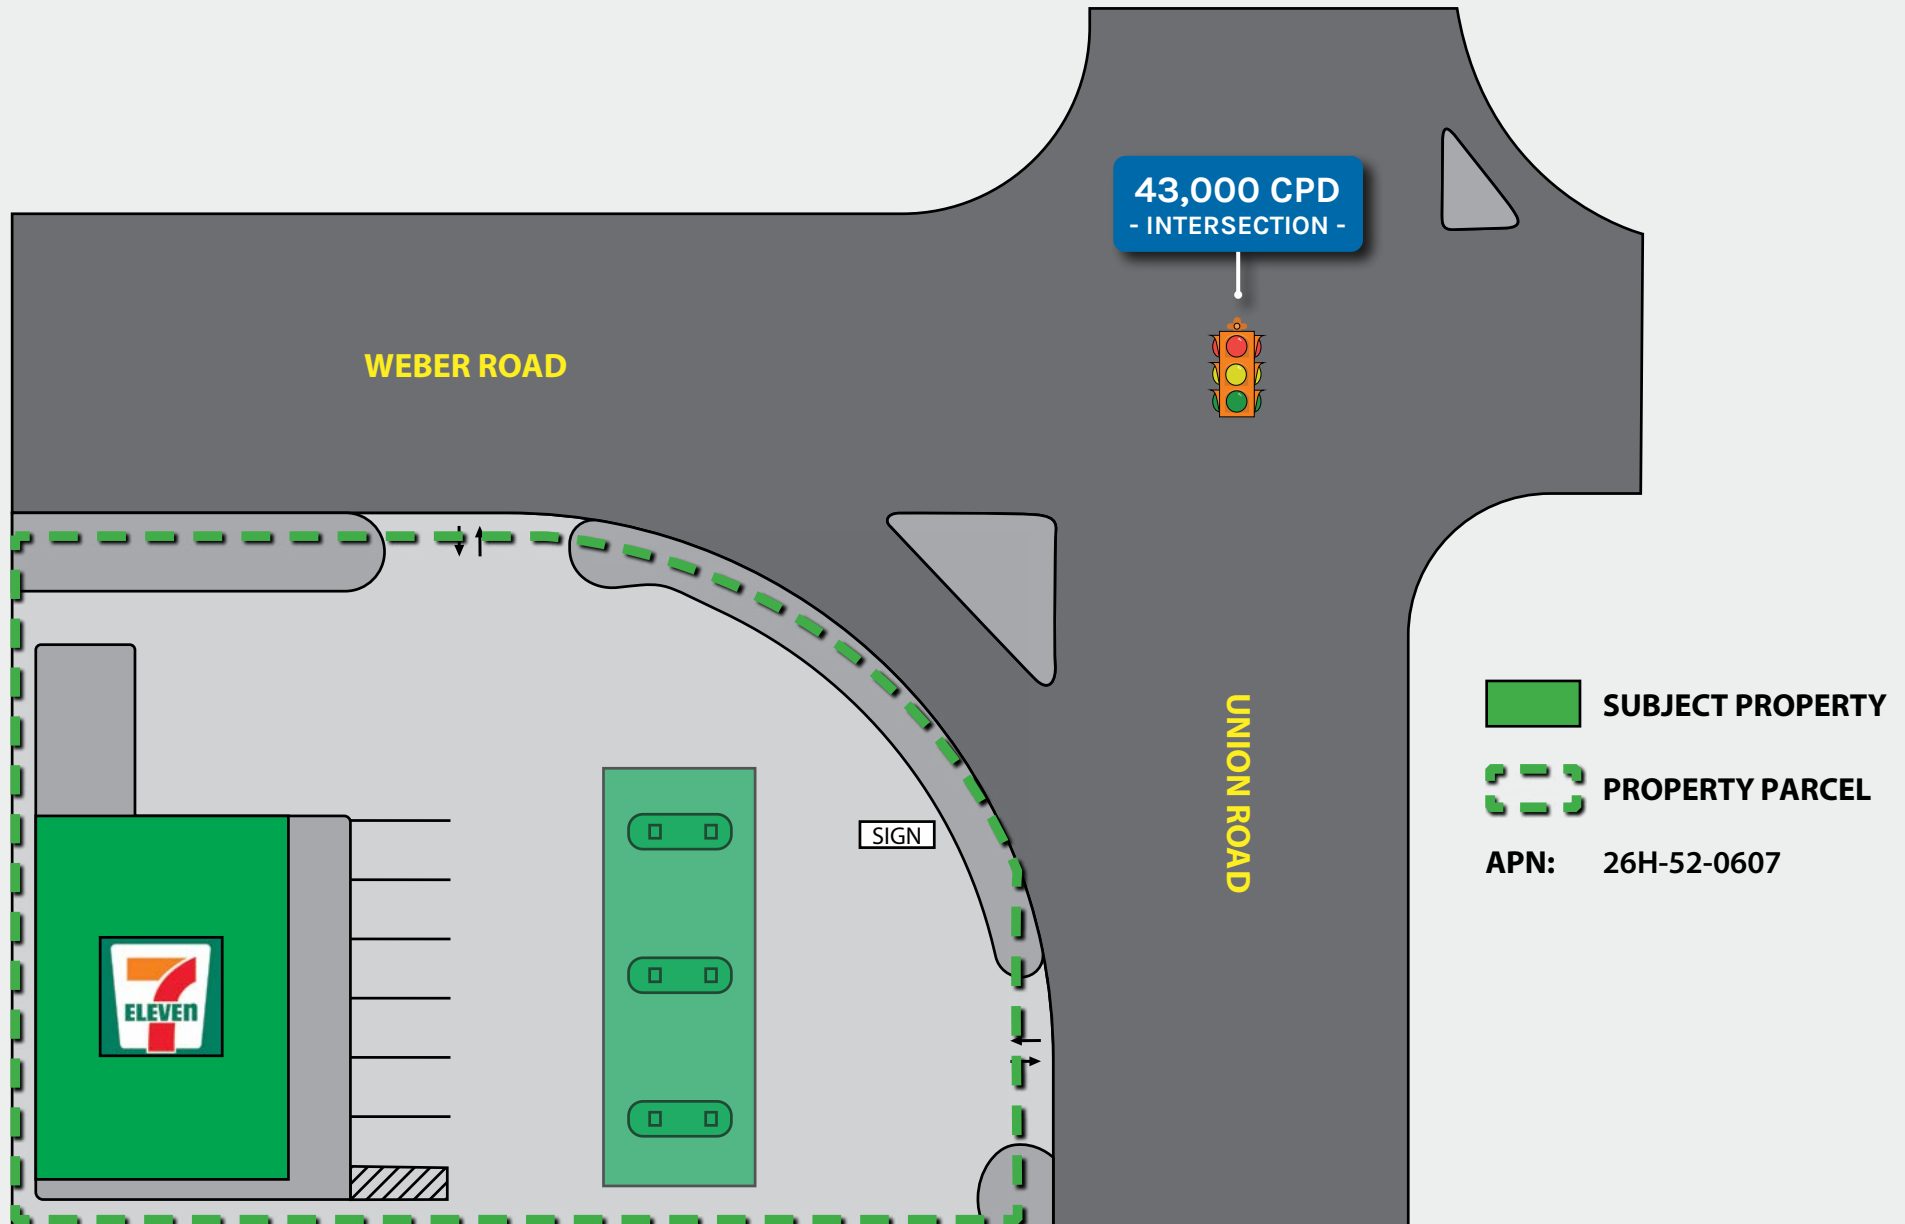 43,000 CPD
- INTERSECTION -
WEBER ROAD
UNION ROAD
SUBJECT PROPERTY
PROPERTY PARCEL
APN: 26H-52-0607
SIGN
7
ELEVEn